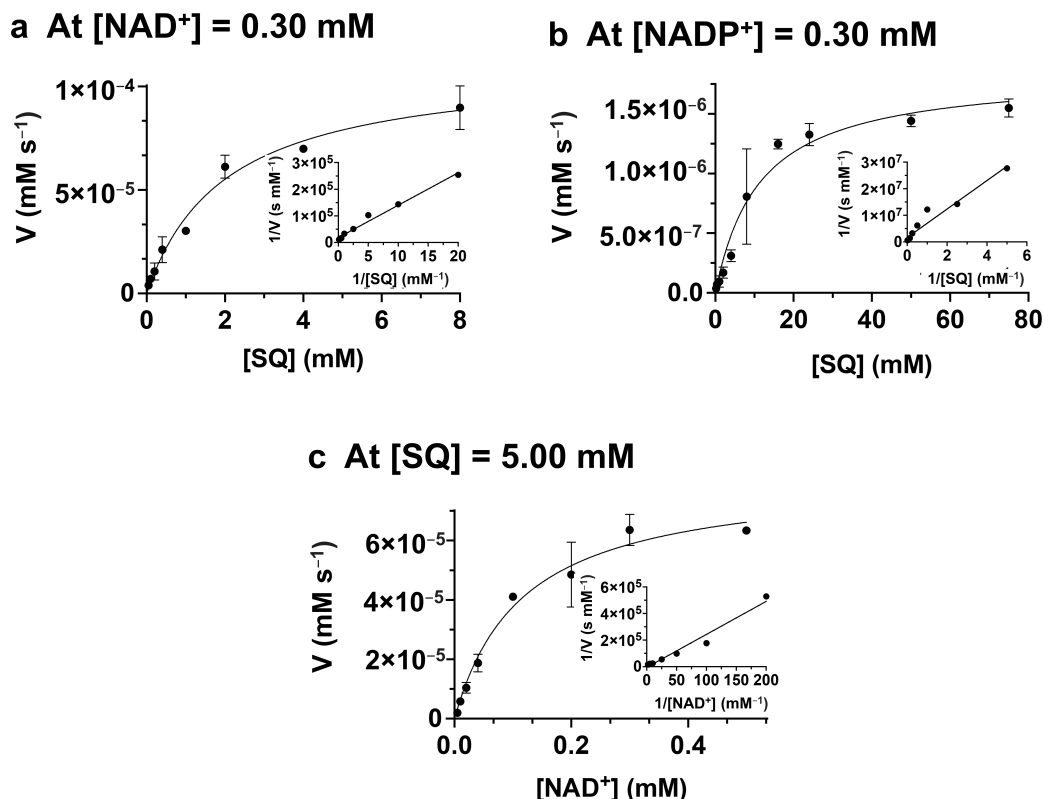 a At [NAD⁺] = 0.30 mM
1×10⁻⁴
5×10⁻⁵
0
V (mM s⁻¹)
0 2 4 6 8
[SQ] (mM)
3×10⁵
2×10⁵
1×10⁵
0
1/V (s mM⁻¹)
0 5 10 15 20
1/[SQ] (mM⁻¹)
b At [NADP⁺] = 0.30 mM
1.5×10⁻⁶
1.0×10⁻⁶
5.0×10⁻⁷
0.0
V (mM s⁻¹)
0 20 40 60 80
[SQ] (mM)
3×10⁷
2×10⁷
1×10⁷
0
1/V (s mM⁻¹)
0 2 4 6
1/[SQ] (mM⁻¹)
c At [SQ] = 5.00 mM
6×10⁻⁵
4×10⁻⁵
2×10⁻⁵
0
V (mM s⁻¹)
0.0 0.2 0.4
[NAD⁺] (mM)
6×10⁵
4×10⁵
2×10⁵
0
1/V (s mM⁻¹)
0 50 100 150 200
1/[NAD⁺] (mM⁻¹)